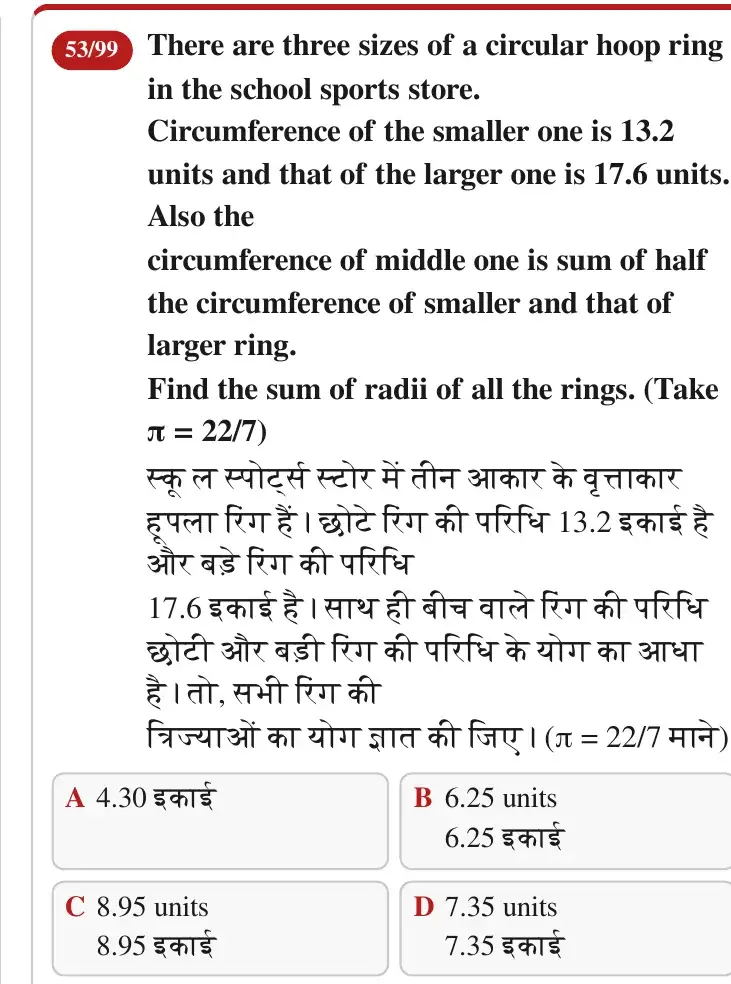 53/99 There are three sizes of a circular hoop ring
in the school sports store.
Circumference of the smaller one is 13.2
units and that of the larger one is 17.6 units.
Also the
circumference of middle one is sum of half
the circumference of smaller and that of
larger ring.
Find the sum of radii of all the rings. (Take
π = 22/7)
स्कू ल स्पोर्ट्स स्टोर में तीन आकार के वृत्ताकार
हूपला रिंग हैं। छोटे रिंग की परिधि 13.2 इकाई है
और बड़े रिंग की परिधि
17.6 इकाई है। साथ ही बीच वाले रिंग की परिधि
छोटी और बड़ी रिंग की परिधि के योग का आधा
है। तो, सभी रिंग की
त्रिज्याओं का योग ज्ञात की जिए। (π = 22/7 माने)
A 4.30 इकाई
B 6.25 units
6.25 इकाई
C 8.95 units
8.95 इकाई
D 7.35 units
7.35 इकाई